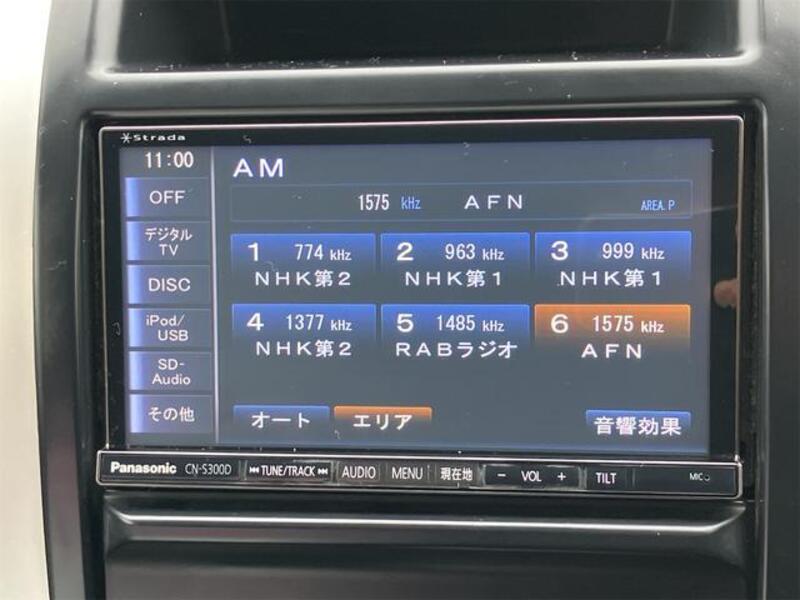 Strada
11:00
AM
1575 kHz AFN AREA.P
OFF
デジタル
TV
DISC
iPod/
USB
SD-
Audio
その他
1 774 kHz
NHK第2
2 963 kHz
NHK第1
3 999 kHz
NHK第1
4 1377 kHz
NHK第2
5 1485 kHz
RABラジオ
6 1575 kHz
AFN
オート エリア 音響効果
Panasonic CN-S300D TUNE/TRACK AUDIO MENU 現在地 − VOL + TILT MIC